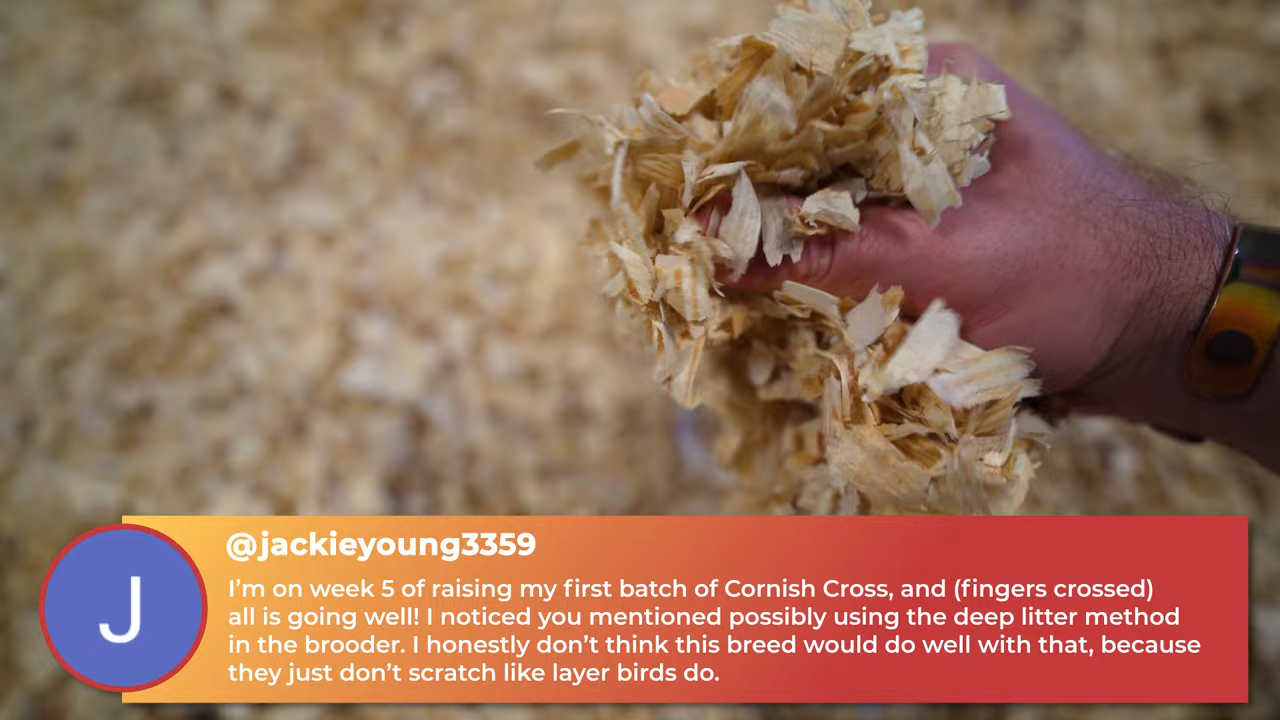 @jackieyoung3359
J
I’m on week 5 of raising my first batch of Cornish Cross, and (fingers crossed)
all is going well! I noticed you mentioned possibly using the deep litter method
in the brooder. I honestly don’t think this breed would do well with that, because
they just don’t scratch like layer birds do.